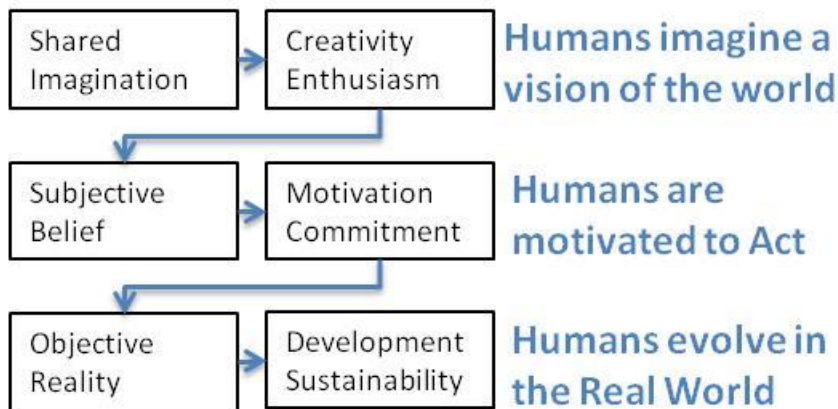 Shared
Imagination
Creativity
Enthusiasm
Humans imagine a
vision of the world
Subjective
Belief
Motivation
Commitment
Humans are
motivated to Act
Objective
Reality
Development
Sustainability
Humans evolve in
the Real World